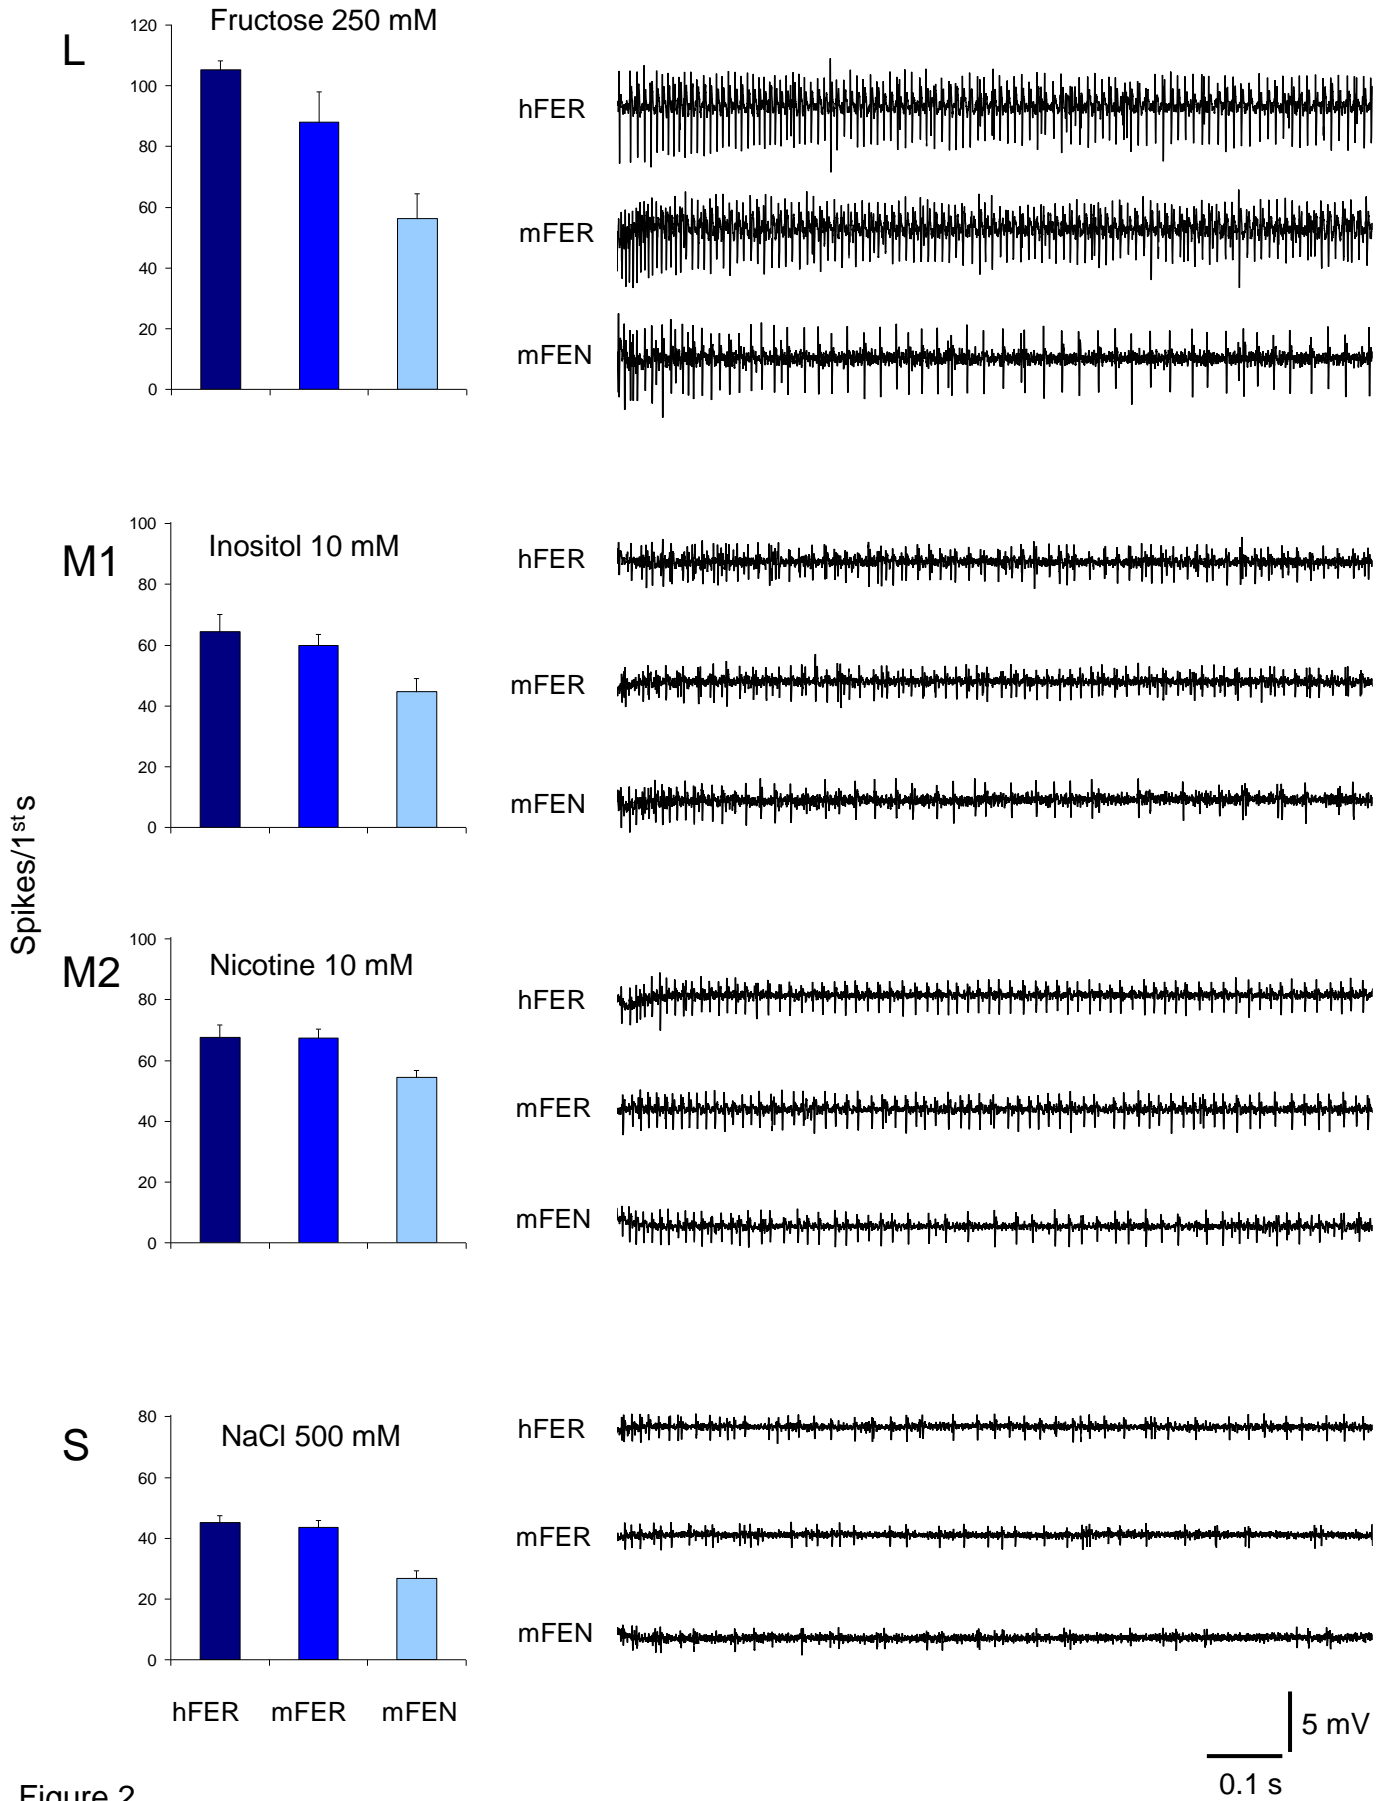 Spikes/1st s
L
Fructose 250 mM
120
100
80
60
40
20
0
hFER
mFER
mFEN
M1
Inositol 10 mM
100
80
60
40
20
0
hFER
mFER
mFEN
M2
Nicotine 10 mM
100
80
60
40
20
0
hFER
mFER
mFEN
S
NaCl 500 mM
80
60
40
20
0
hFER
mFER
mFEN
hFER mFER mFEN
5 mV
0.1 s
Figure 2